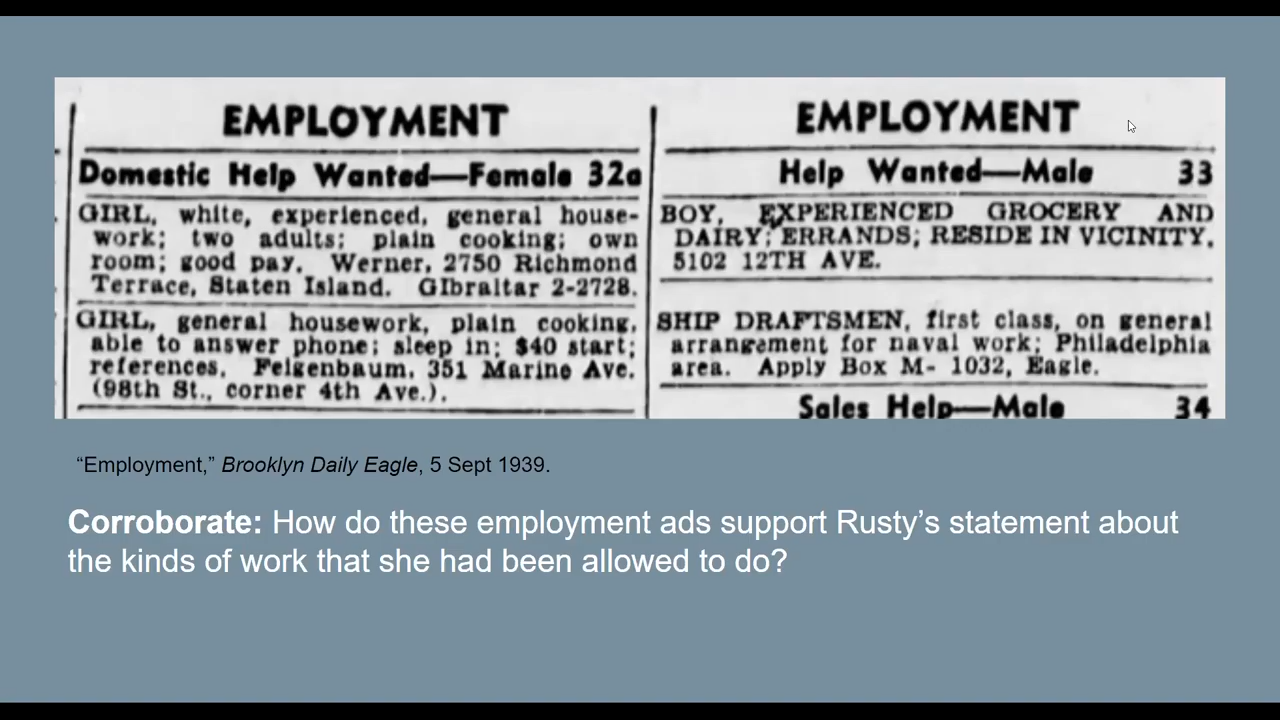 EMPLOYMENT
Domestic Help Wanted—Female 32a
GIRL, white, experienced, general house-
work; two adults; plain cooking; own
room; good pay. Werner, 2750 Richmond
Terrace, Staten Island. GIbraltar 2-2728.
GIRL, general housework, plain cooking,
able to answer phone; sleep in; $40 start;
references. Felgenbaum, 351 Marine Ave.
(98th St., corner 4th Ave.).
EMPLOYMENT
Help Wanted—Male 33
BOY, EXPERIENCED GROCERY AND
DAIRY; ERRANDS; RESIDE IN VICINITY.
5102 12TH AVE.
SHIP DRAFTSMEN, first class, on general
arrangement for naval work; Philadelphia
area. Apply Box M- 1032, Eagle.
Sales Help—Male 34
“Employment,” Brooklyn Daily Eagle, 5 Sept 1939.
Corroborate: How do these employment ads support Rusty’s statement about
the kinds of work that she had been allowed to do?